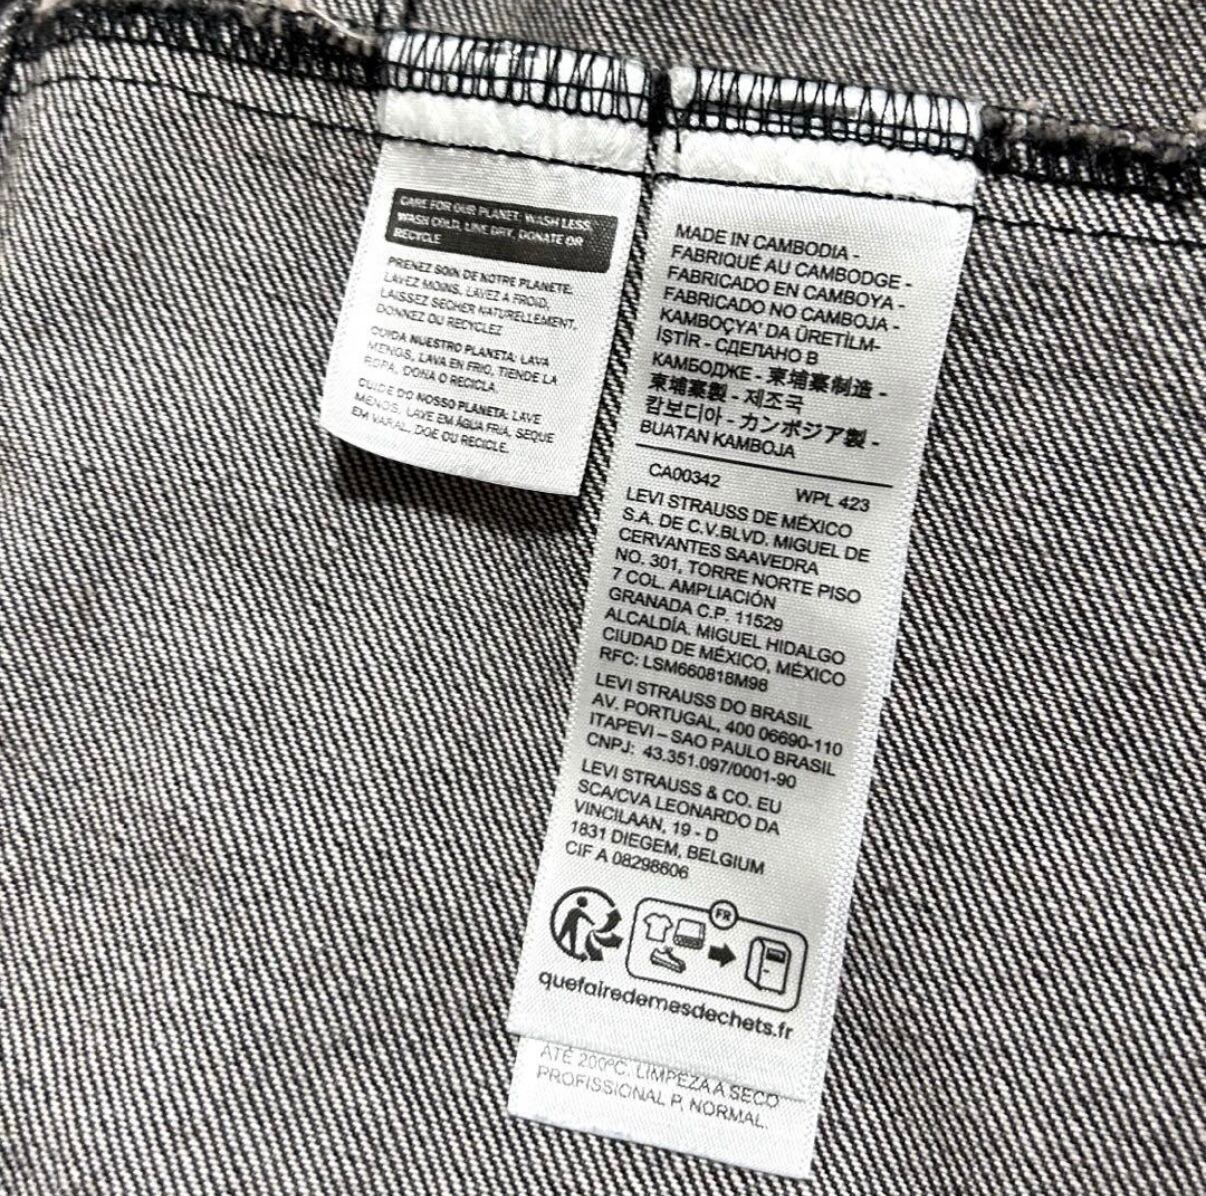 CARE FOR OUR PLANET: WASH LESS,
WASH COLD, LINE DRY, DONATE OR
RECYCLE
PRENEZ SOIN DE NOTRE PLANETE:
LAVEZ MOINS, LAVEZ A FROID,
LAISSEZ SECHER NATURELLEMENT,
DONNEZ OU RECYCLEZ
CUIDA NUESTRO PLANETA: LAVA
MENOS, LAVA EN FRIO, TIENDE LA
ROPA, DONA O RECICLA.
CUIDE DO NOSSO PLANETA: LAVE
MENOS, LAVE EM ÁGUA FRIA, SEQUE
EM VARAL, DOE OU RECICLE.
MADE IN CAMBODIA -
FABRIQUÉ AU CAMBODGE -
FABRICADO EN CAMBOYA -
FABRICADO NO CAMBOJA -
KAMBOÇYA' DA ÜRETİLM-
İŞTİR - СДЕЛАНО В
КАМБОДЖЕ - 柬埔寨制造 -
柬埔寨製 - 제조국
캄보디아 - カンボジア製 -
BUATAN KAMBOJA
CA00342 WPL 423
LEVI STRAUSS DE MÉXICO
S.A. DE C.V.BLVD. MIGUEL DE
CERVANTES SAAVEDRA
NO. 301, TORRE NORTE PISO
7 COL. AMPLIACIÓN
GRANADA C.P. 11529
ALCALDÍA. MIGUEL HIDALGO
CIUDAD DE MÉXICO, MÉXICO
RFC: LSM660818M98
LEVI STRAUSS DO BRASIL
AV. PORTUGAL, 400 06690-110
ITAPEVI – SAO PAULO BRASIL
CNPJ: 43.351.097/0001-90
LEVI STRAUSS & CO. EU
SCA/CVA LEONARDO DA
VINCILAAN, 19 - D
1831 DIEGEM, BELGIUM
CIF A 08298606
FR
quefairedemesdechets.fr
ATÉ 200ºC. LIMPEZA A SECO
PROFISSIONAL P, NORMAL.